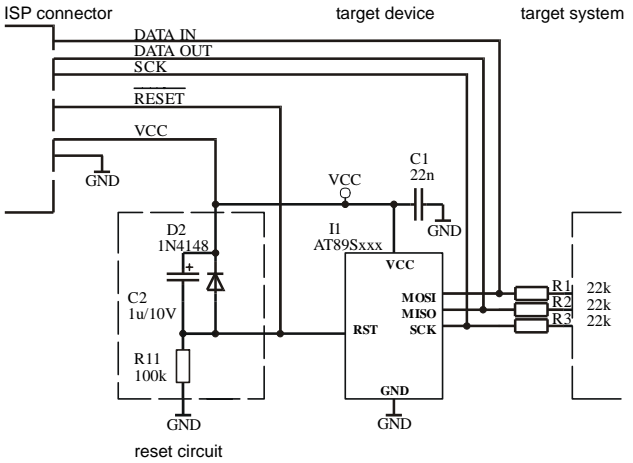 ISP connector
target device
target system
DATA IN
DATA OUT
SCK
RESET
VCC
GND
VCC
C1
22n
GND
D2
1N4148
I1
AT89Sxxx
VCC
+
C2
1u/10V
MOSI
MISO
SCK
RST
R1 22k
R2 22k
R3 22k
R11
100k
GND
GND
GND
reset circuit